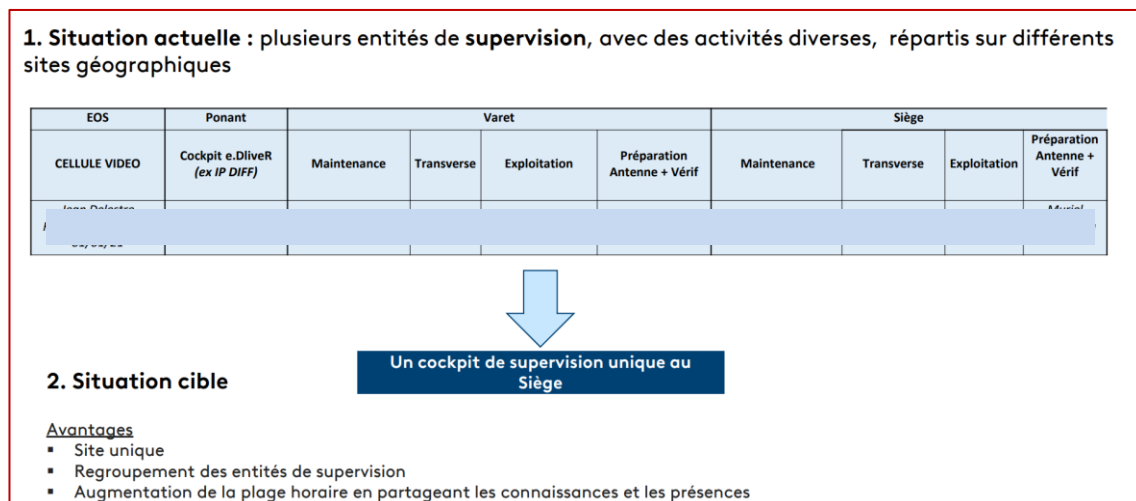 1. Situation actuelle : plusieurs entités de supervision, avec des activités diverses, répartis sur différents
sites géographiques
EOS Ponant Varet Siège
CELLULE VIDEO
Cockpit e.DliveR
(ex IP DIFF)
Maintenance
Transverse
Exploitation
Préparation
Antenne + Vérif
Maintenance
Transverse
Exploitation
Préparation
Antenne +
Vérif
Un cockpit de supervision unique au
Siège
2. Situation cible
Avantages
▪ Site unique
▪ Regroupement des entités de supervision
▪ Augmentation de la plage horaire en partageant les connaissances et les présences